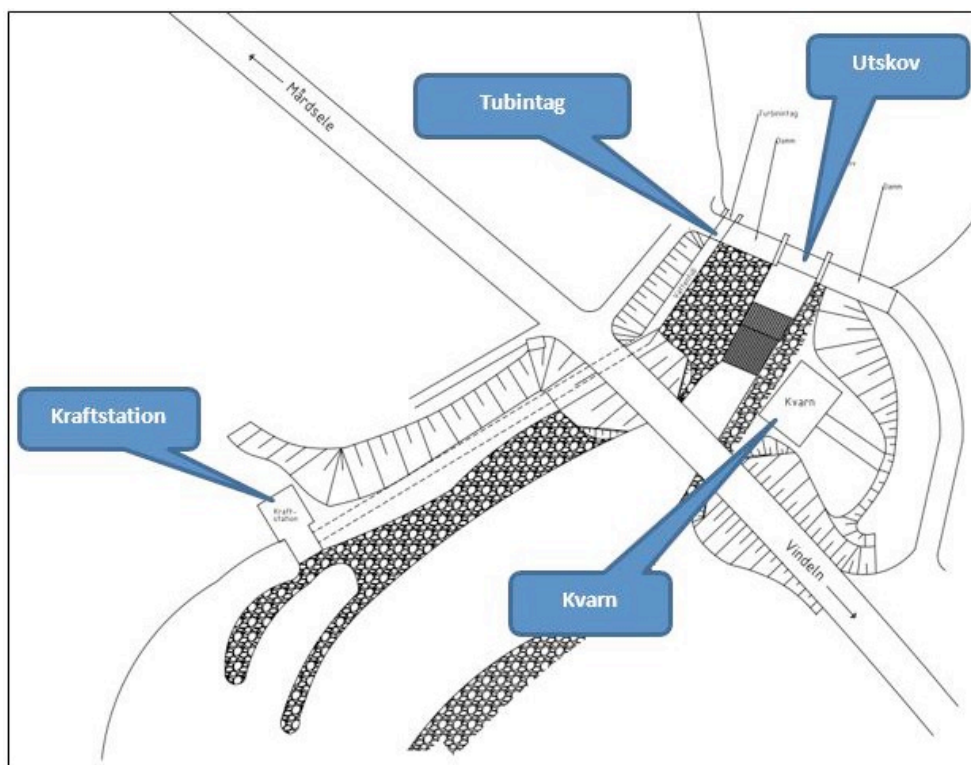 Utskov
Tubintag
Turbinintag
Damm
Damm
Mårdsele
Kvarn
Kraftstation
Kraft-
station
Vindeln
Kvarn